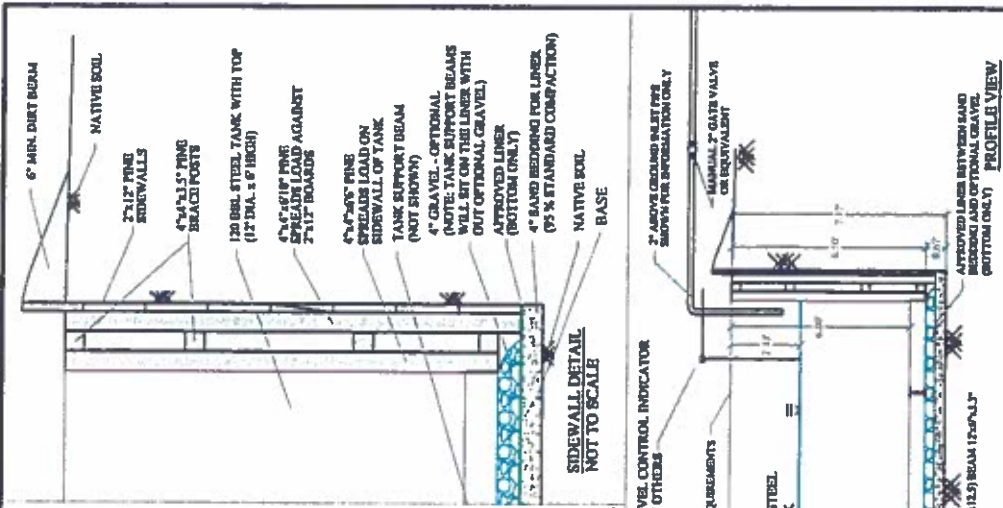 6" MIN. DIRT BERM
NATIVE SOIL
2"x12" PINE
SIDEWALLS
4"x4"x3.5" PINE
BRACE POSTS
120 BBL STEEL TANK WITH TOP
(12' DIA. x 6' HIGH)
4"x4"x6'10" PINE
SPREADS LOAD AGAINST
2"x12" BOARDS
4"x4"x6'6" PINE
SPREADS LOAD ON
SIDEWALL OF TANK
TANK SUPPORT BEAM
(NOT SHOWN)
4" GRAVEL - OPTIONAL
(NOTE: TANK SUPPORT BEAMS
WILL SIT ON THE LINER WITH
OUT OPTIONAL GRAVEL)
APPROVED LINER
(BOTTOM ONLY)
4" SAND BEDDING FOR LINER
(95 % STANDARD COMPACTION)
NATIVE SOIL
BASE
SIDEWALL DETAIL
NOT TO SCALE
VEL CONTROL INDICATOR
OTHERS
2" ABOVE GROUND INLET PIPE
SHOWN FOR INFORMATION ONLY
MANUAL 2" GATE VALVE
OR EQUIVALENT
QUIREMENTS
STEEL
APPROVED LINER BETWEEN SAND
BEDDING AND OPTIONAL GRAVEL
(BOTTOM ONLY)
PROFILE VIEW